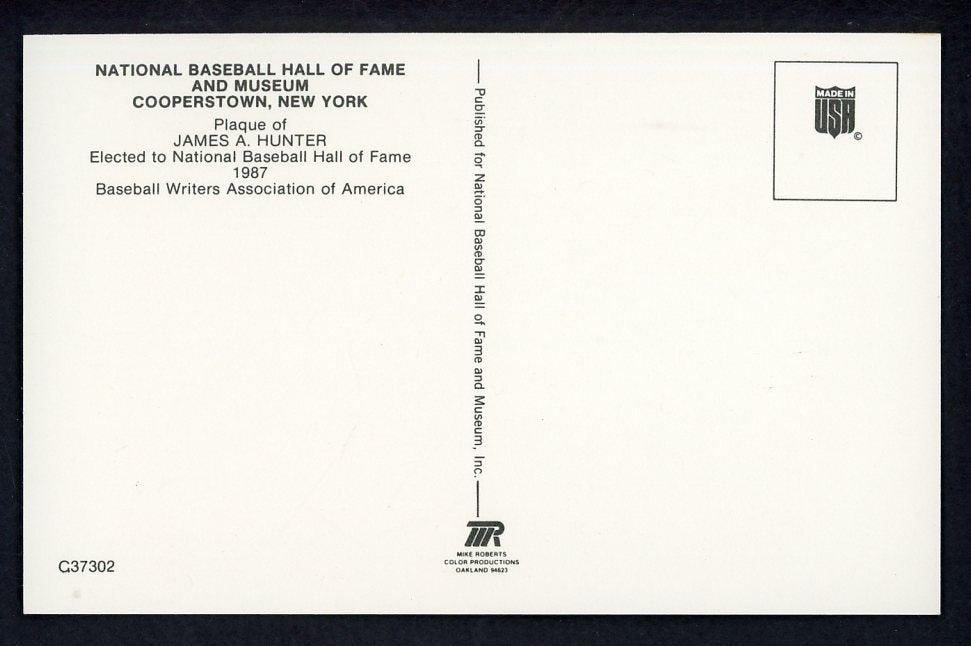 NATIONAL BASEBALL HALL OF FAME
AND MUSEUM
COOPERSTOWN, NEW YORK
Plaque of
JAMES A. HUNTER
Elected to National Baseball Hall of Fame
1987
Baseball Writers Association of America
G37302
Published for National Baseball Hall of Fame and Museum, Inc.
MR
MIKE ROBERTS
COLOR PRODUCTIONS
OAKLAND 94623
MADE IN
USA
©